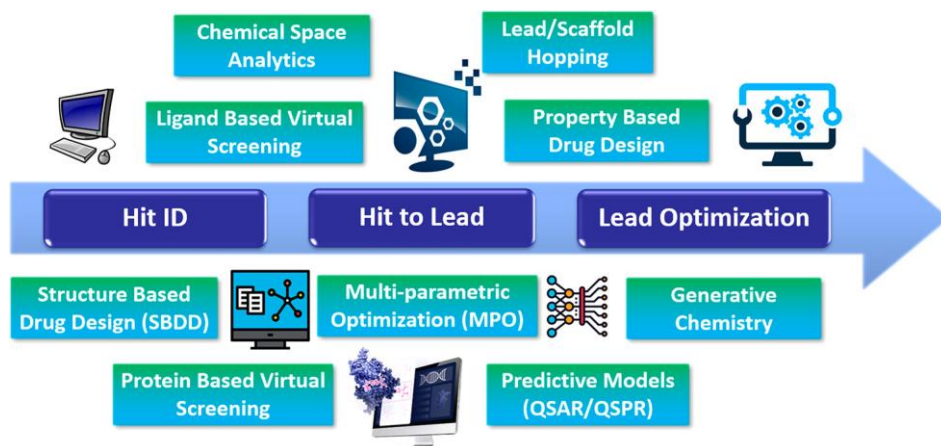 Chemical Space
Analytics
Lead/Scaffold
Hopping
Ligand Based Virtual
Screening
Property Based
Drug Design
Hit ID
Hit to Lead
Lead Optimization
Structure Based
Drug Design (SBDD)
Multi-parametric
Optimization (MPO)
Generative
Chemistry
Protein Based Virtual
Screening
Predictive Models
(QSAR/QSPR)